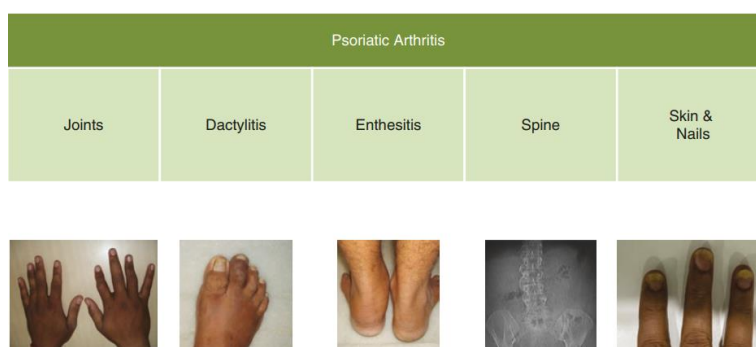 Psoriatic Arthritis
Joints
Dactylitis
Enthesitis
Spine
Skin &
Nails